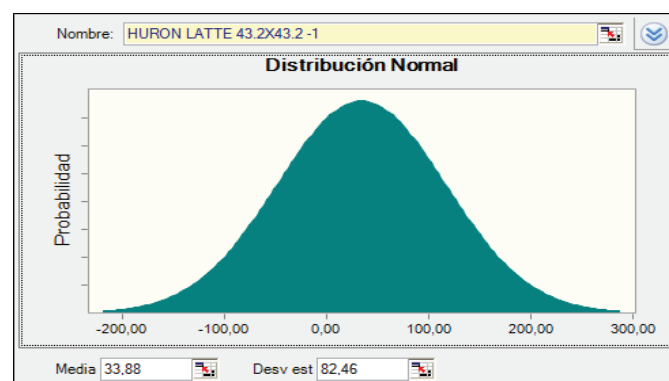 Nombre: HURON LATTE 43.2X43.2 -1
Distribución Normal
Probabilidad
-200,00 -100,00 0,00 100,00 200,00 300,00
Media 33,88 Desv est 82,46